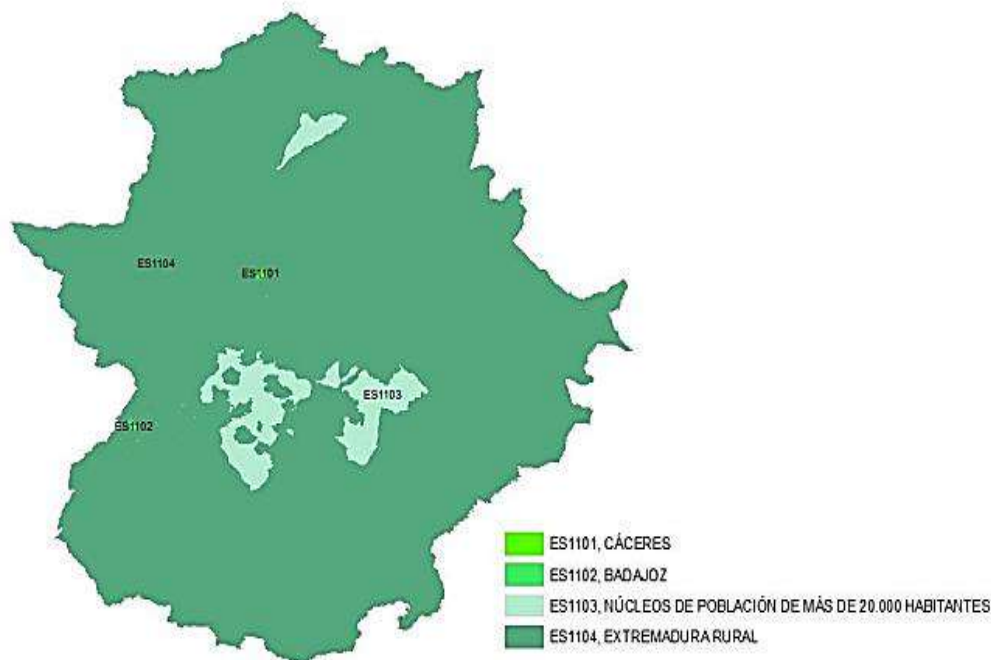 ES1104
ES1101
ES1103
ES1102
ES1101, CÁCERES
ES1102, BADAJOZ
ES1103, NÚCLEOS DE POBLACIÓN DE MÁS DE 20.000 HABITANTES
ES1104, EXTREMADURA RURAL